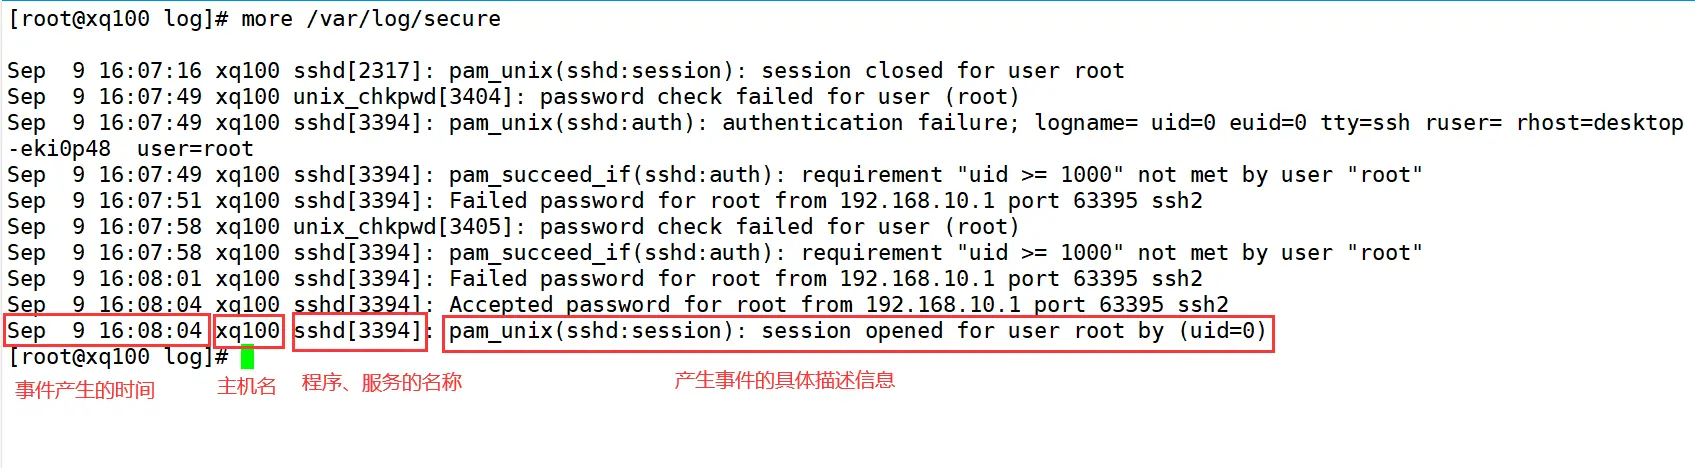 [root@xq100 log]# more /var/log/secure
Sep  9 16:07:16 xq100 sshd[2317]: pam_unix(sshd:session): session closed for user root
Sep  9 16:07:49 xq100 unix_chkpwd[3404]: password check failed for user (root)
Sep  9 16:07:49 xq100 sshd[3394]: pam_unix(sshd:auth): authentication failure; logname= uid=0 euid=0 tty=ssh ruser= rhost=desktop
-eki0p48  user=root
Sep  9 16:07:49 xq100 sshd[3394]: pam_succeed_if(sshd:auth): requirement "uid >= 1000" not met by user "root"
Sep  9 16:07:51 xq100 sshd[3394]: Failed password for root from 192.168.10.1 port 63395 ssh2
Sep  9 16:07:58 xq100 unix_chkpwd[3405]: password check failed for user (root)
Sep  9 16:07:58 xq100 sshd[3394]: pam_succeed_if(sshd:auth): requirement "uid >= 1000" not met by user "root"
Sep  9 16:08:01 xq100 sshd[3394]: Failed password for root from 192.168.10.1 port 63395 ssh2
Sep  9 16:08:04 xq100 sshd[3394]: Accepted password for root from 192.168.10.1 port 63395 ssh2
Sep  9 16:08:04 xq100 sshd[3394]: pam_unix(sshd:session): session opened for user root by (uid=0)
[root@xq100 log]#
事件产生的时间 主机名 程序、服务的名称 产生事件的具体描述信息